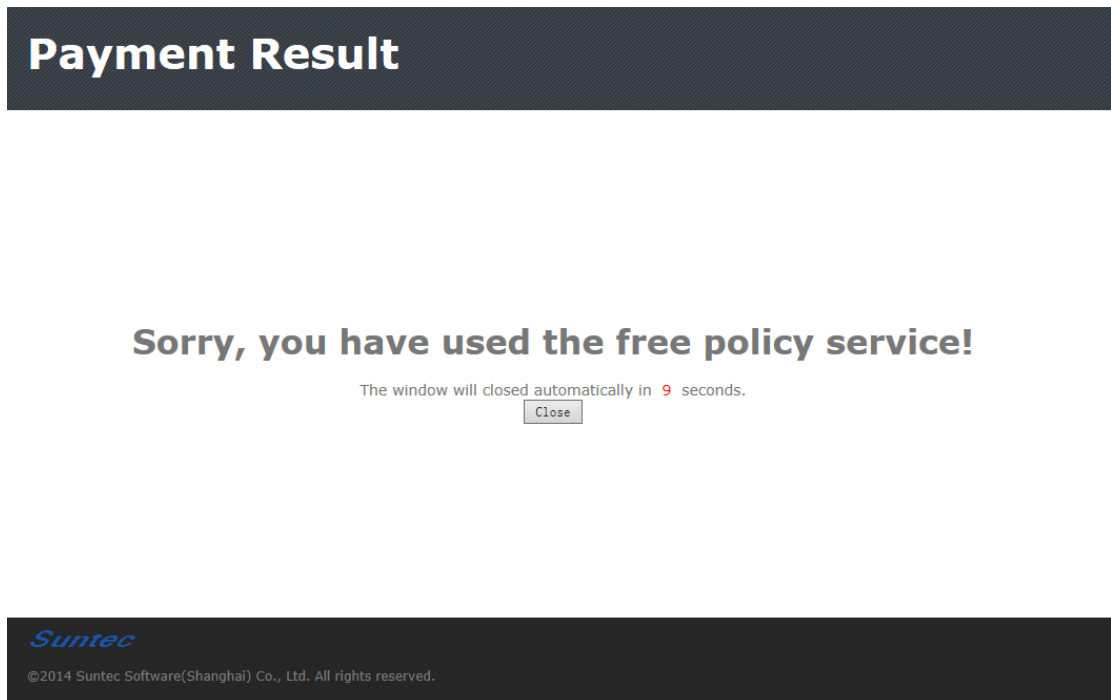 Payment Result
Sorry, you have used the free policy service!
The window will closed automatically in 9 seconds.
Close
Suntec
©2014 Suntec Software(Shanghai) Co., Ltd. All rights reserved.